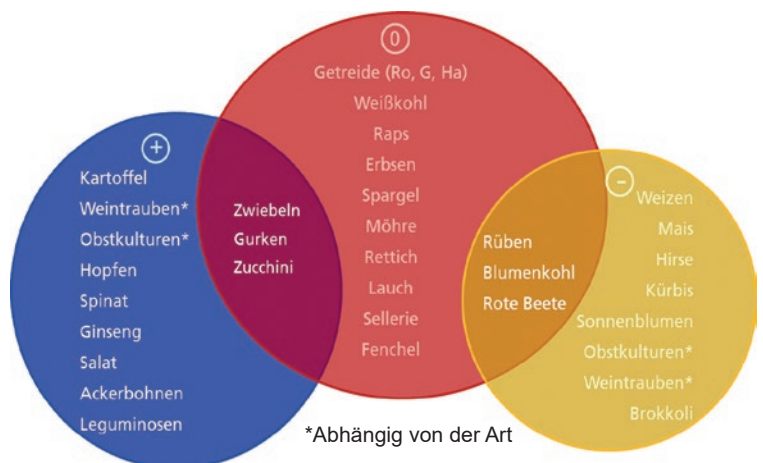 +
Kartoffel
Weintrauben*
Obstkulturen*
Hopfen
Spinat
Ginseng
Salat
Ackerbohnen
Leguminosen
Zwiebeln
Gurken
Zucchini
0
Getreide (Ro, G, Ha)
Weißkohl
Raps
Erbsen
Spargel
Möhre
Rettich
Lauch
Sellerie
Fenchel
Rüben
Blumenkohl
Rote Beete
-
Weizen
Mais
Hirse
Kürbis
Sonnenblumen
Obstkulturen*
Weintrauben*
Brokkoli
*Abhängig von der Art